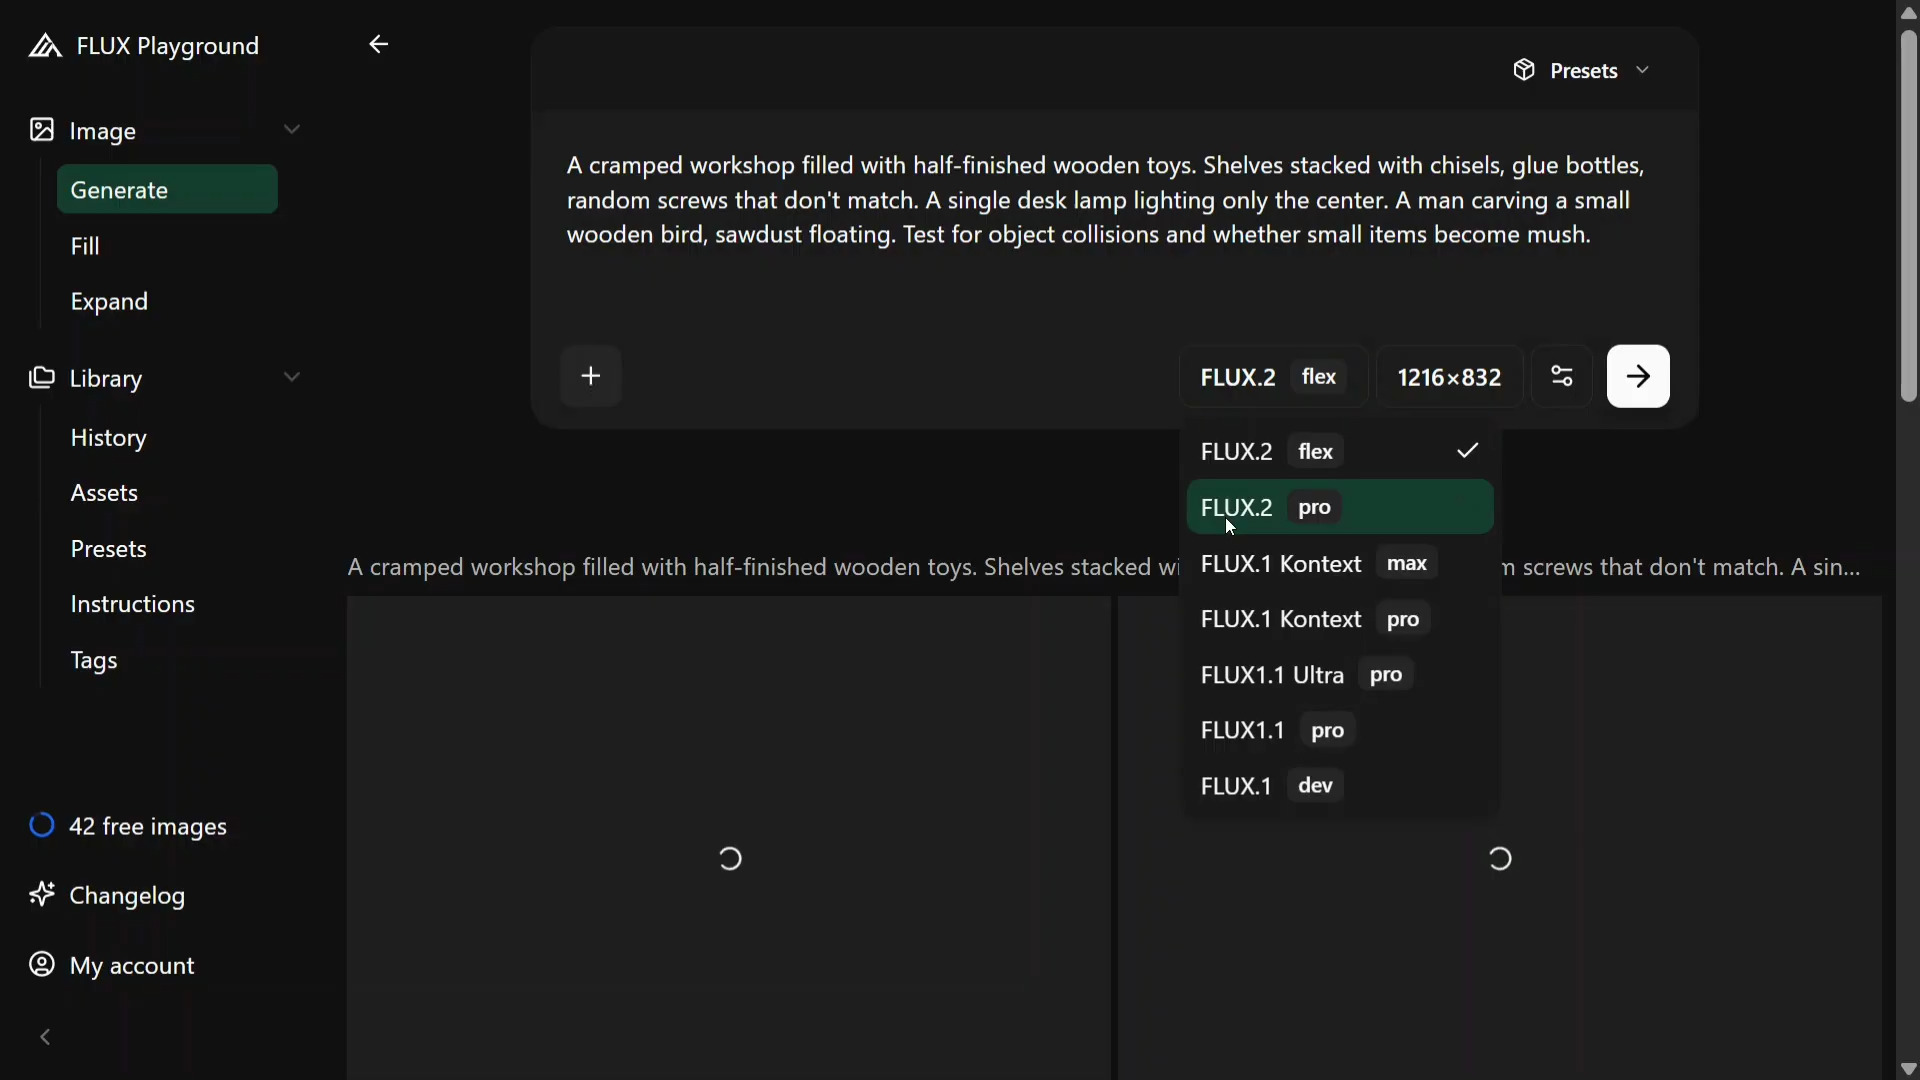 FLUX Playground
Image
Generate
Fill
Expand
Library
History
Assets
Presets
Instructions
Tags
42 free images
Changelog
My account
Presets
A cramped workshop filled with half-finished wooden toys. Shelves stacked with chisels, glue bottles,
random screws that don't match. A single desk lamp lighting only the center. A man carving a small
wooden bird, sawdust floating. Test for object collisions and whether small items become mush.
FLUX.2 flex
1216×832
FLUX.2 flex
FLUX.2 pro
FLUX.1 Kontext max
FLUX.1 Kontext pro
FLUX1.1 Ultra pro
FLUX1.1 pro
FLUX.1 dev
A cramped workshop filled with half-finished wooden toys. Shelves stacked screws that don't match. A sin...